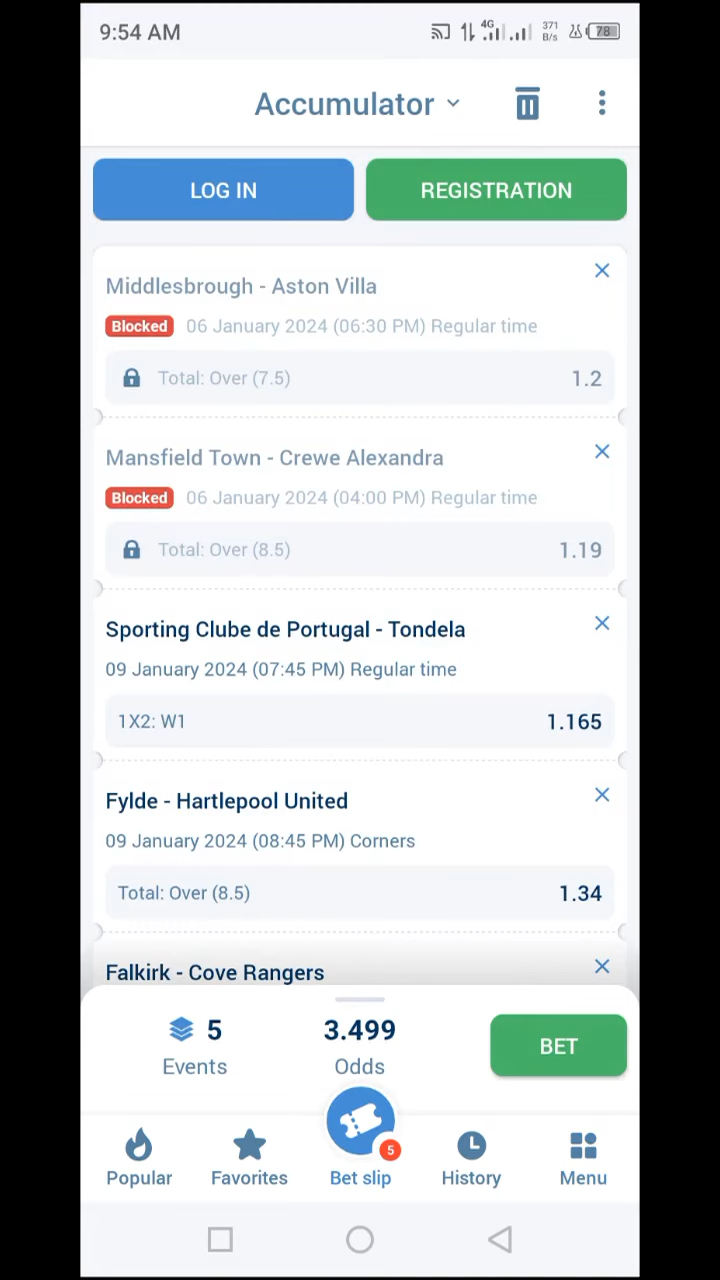 9:54 AM 4G 371 B/s 78
Accumulator
LOG IN REGISTRATION
Middlesbrough - Aston Villa
Blocked 06 January 2024 (06:30 PM) Regular time
Total: Over (7.5) 1.2
Mansfield Town - Crewe Alexandra
Blocked 06 January 2024 (04:00 PM) Regular time
Total: Over (8.5) 1.19
Sporting Clube de Portugal - Tondela
09 January 2024 (07:45 PM) Regular time
1X2: W1 1.165
Fylde - Hartlepool United
09 January 2024 (08:45 PM) Corners
Total: Over (8.5) 1.34
Falkirk - Cove Rangers
5 3.499 BET
Events Odds
5
Popular Favorites Bet slip History Menu